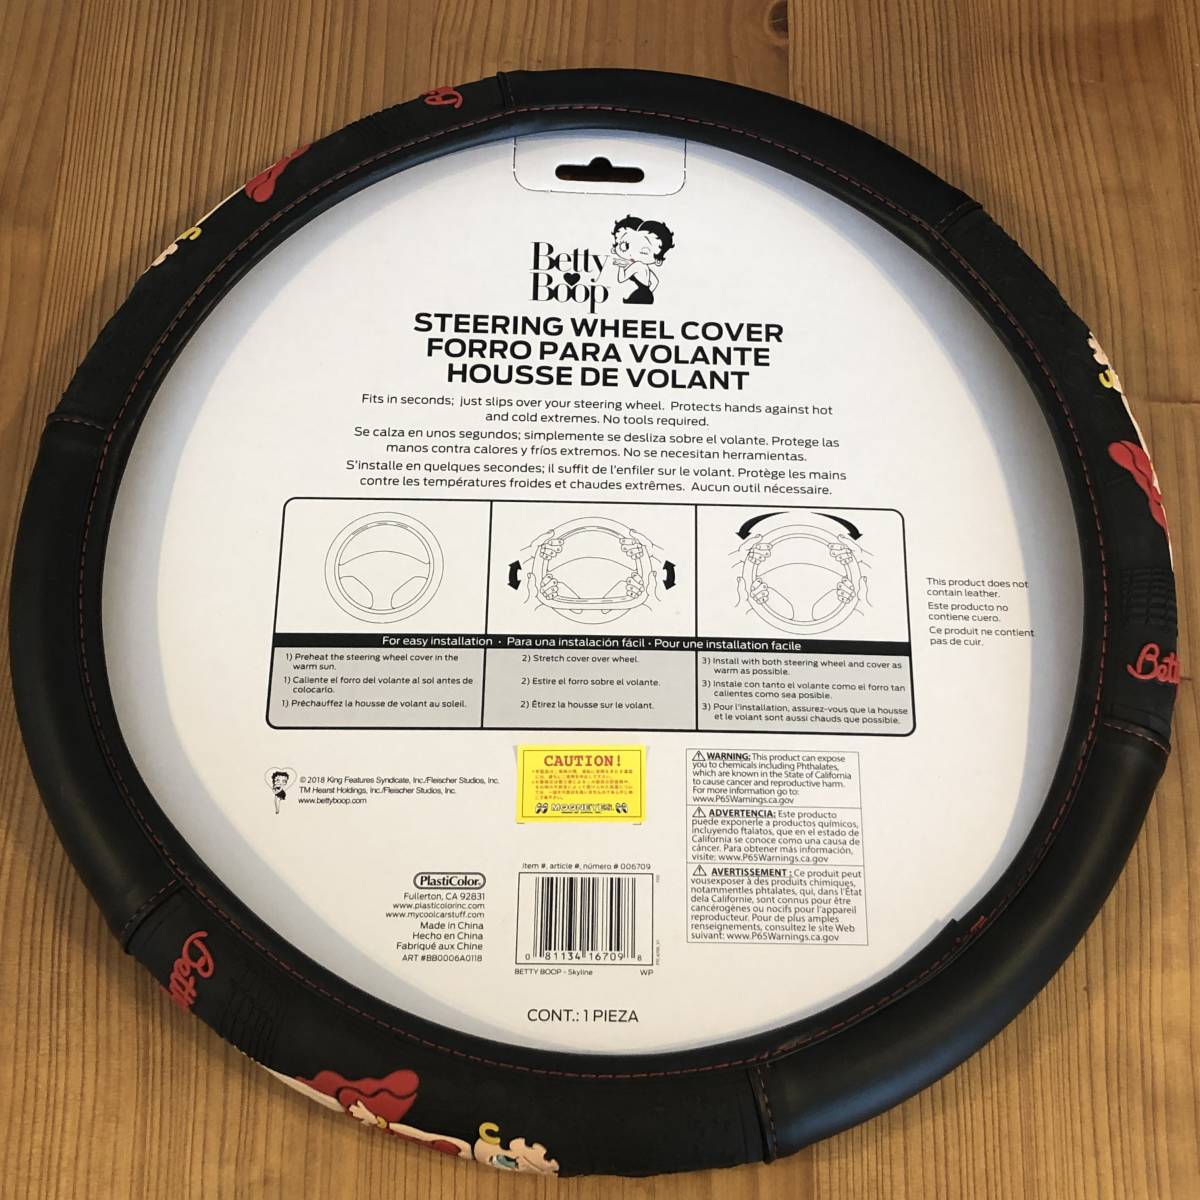 Betty
Boop
STEERING WHEEL COVER
FORRO PARA VOLANTE
HOUSSE DE VOLANT
Fits in seconds; just slips over your steering wheel. Protects hands against hot
and cold extremes. No tools required.
Se calza en unos segundos; simplemente se desliza sobre el volante. Protege las
manos contra calores y fríos extremos. No se necesitan herramientas.
S'installe en quelques secondes; il suffit de l'enfiler sur le volant. Protège les mains
contre les températures froides et chaudes extrêmes. Aucun outil nécessaire.
For easy installation • Para una instalación fácil • Pour une installation facile
1) Preheat the steering wheel cover in the
warm sun.
1) Caliente el forro del volante al sol antes de
colocarlo.
1) Préchauffez la housse de volant au soleil.
2) Stretch cover over wheel.
2) Estire el forro sobre el volante.
2) Étirez la housse sur le volant.
3) Install with both steering wheel and cover as
warm as possible.
3) Instale con tanto el volante como el forro tan
calientes como sea posible.
3) Pour l'installation, assurez-vous que la housse
et le volant sont aussi chauds que possible.
This product does not
contain leather.
Este producto no
contiene cuero.
Ce produit ne contient
pas de cuir.
© 2018 King Features Syndicate, Inc./Fleischer Studios, Inc.
TM Hearst Holdings, Inc./Fleischer Studios, Inc.
www.bettyboop.com
CAUTION!
MOONEYES
⚠ WARNING: This product can expose
you to chemicals including Phthalates,
which are known in the State of California
to cause cancer and reproductive harm.
For more information go to:
www.P65Warnings.ca.gov
⚠ ADVERTENCIA: Este producto
puede exponerle a productos químicos,
incluyendo ftalatos, que en el estado de
California se conoce como una causa de
cáncer. Para obtener más información,
visite: www.P65Warnings.ca.gov
⚠ AVERTISSEMENT : Ce produit peut
vousexposer à des produits chimiques,
notammentles phtalates, qui, dans l'État
dela Californie, sont connus pour être
cancérogènes ou nocifs pour l'appareil
reproducteur. Pour de plus amples
renseignements, consultez le site Web
suivant: www.P65Warnings.ca.gov
PlastiColor
Fullerton, CA 92831
www.plasticolorinc.com
www.mycoolcarstuff.com
Made in China
Hecho en China
Fabriqué aux Chine
ART #BB0006A0118
Item #, article #, número # 006709
0 81134 16709 8
BETTY BOOP - Skyline WP
CONT.: 1 PIEZA
Betty